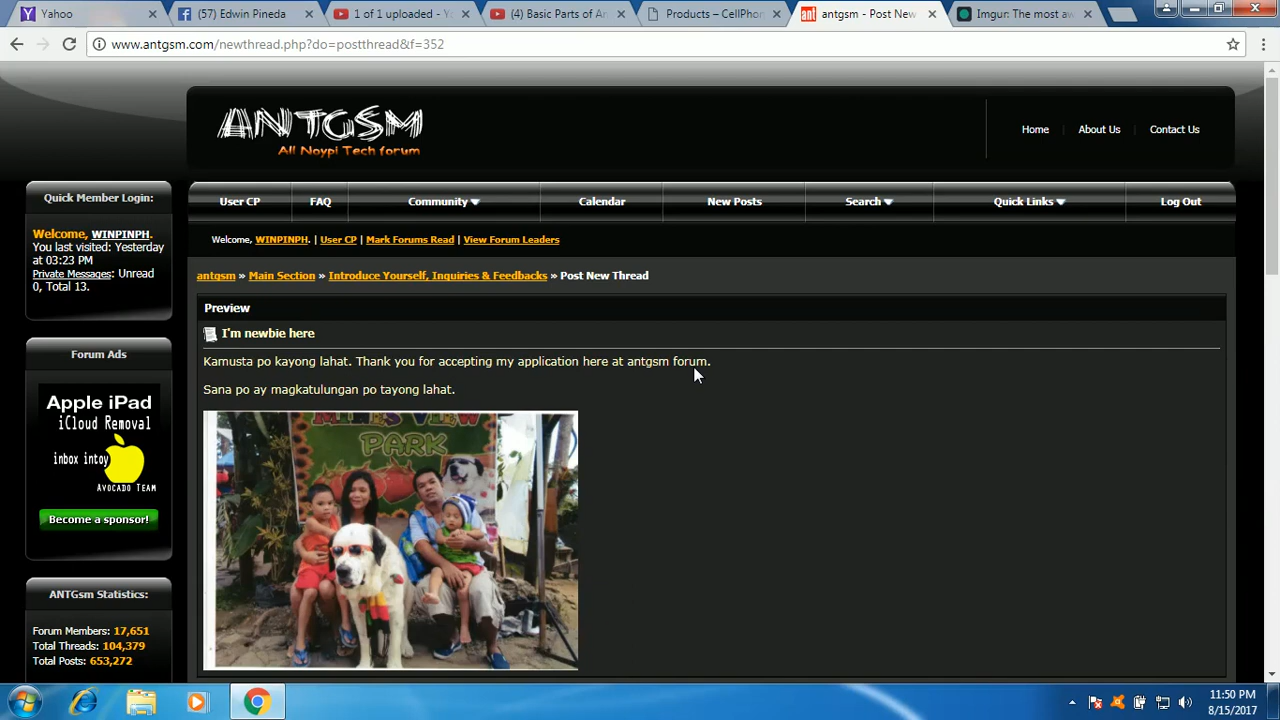 Yahoo
(57) Edwin Pineda
1 of 1 uploaded - Y
(4) Basic Parts of A
Products – CellPho
antgsm - Post New
Imgur: The most aw
www.antgsm.com/newthread.php?do=postthread&f=352
ANTGSM
All Noypi Tech forum
Home
About Us
Contact Us
Quick Member Login:
Welcome, WINPINPH.
You last visited: Yesterday
at 03:23 PM
Private Messages: Unread
0, Total 13.
User CP
FAQ
Community
Calendar
New Posts
Search
Quick Links
Log Out
Welcome, WINPINPH. | User CP | Mark Forums Read | View Forum Leaders
antgsm » Main Section » Introduce Yourself, Inquiries & Feedbacks » Post New Thread
Preview
I'm newbie here
Kamusta po kayong lahat. Thank you for accepting my application here at antgsm forum.
Sana po ay magkatulungan po tayong lahat.
MINES VIEW
PARK
Forum Ads
Apple iPad
iCloud Removal
inbox intoy
AVOCADO TEAM
Become a sponsor!
ANTGsm Statistics:
Forum Members: 17,651
Total Threads: 104,379
Total Posts: 653,272
11:50 PM
8/15/2017